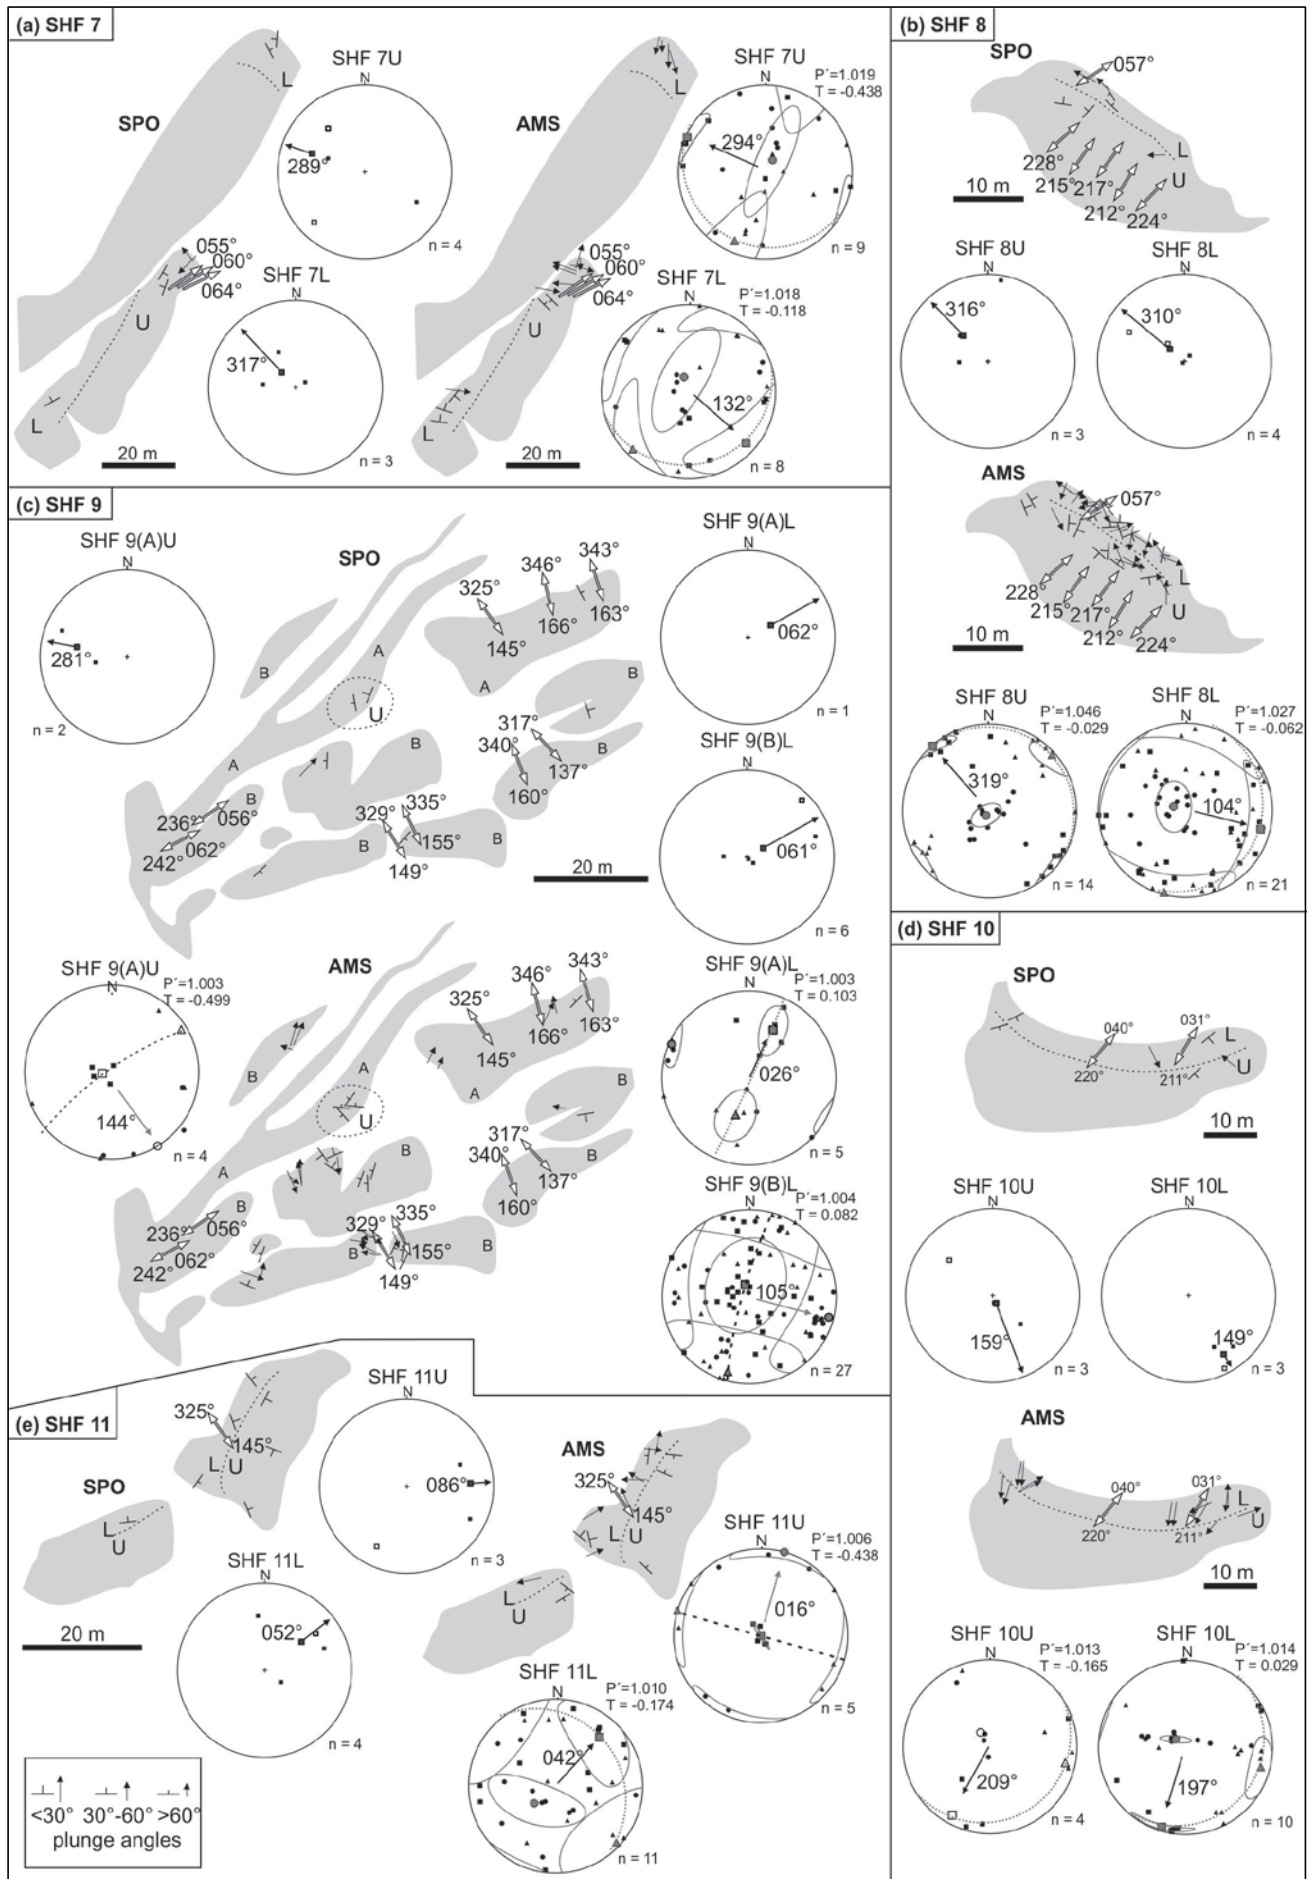 (a) SHF 7
SPO
L
U
L
055°
060°
064°
20 m
SHF 7U
N
289°
n = 4
SHF 7L
N
317°
n = 3
AMS
L
U
L
055°
060°
064°
20 m
SHF 7U
N
P´=1.019
T = -0.438
294°
n = 9
SHF 7L
N
P´=1.018
T = -0.118
132°
n = 8
(b) SHF 8
SPO
057°
L
U
228°
215°
217°
212°
224°
10 m
SHF 8U
N
316°
n = 3
SHF 8L
N
310°
n = 4
AMS
057°
L
U
228°
215°
217°
212°
224°
10 m
SHF 8U
N
P´=1.046
T = -0.029
319°
n = 14
SHF 8L
N
P´=1.027
T = -0.062
104°
n = 21
(c) SHF 9
SHF 9(A)U
N
281°
n = 2
SPO
325°
346°
343°
145°
166°
163°
B
A
A
U
B
B
B
B
B
B
A
317°
340°
137°
160°
236°
056°
242°
062°
329°
335°
155°
149°
20 m
SHF 9(A)L
N
062°
n = 1
SHF 9(B)L
N
061°
n = 6
SHF 9(A)U
N
P´=1.003
T = -0.499
144°
n = 4
AMS
325°
346°
343°
145°
166°
163°
B
A
A
U
B
B
B
B
B
B
A
317°
340°
137°
160°
236°
056°
242°
062°
329°
335°
155°
149°
SHF 9(A)L
N
P´=1.003
T = 0.103
026°
n = 5
SHF 9(B)L
N
P´=1.004
T = 0.082
105°
n = 27
(d) SHF 10
SPO
040°
031°
L
U
220°
211°
10 m
SHF 10U
N
159°
n = 3
SHF 10L
N
149°
n = 3
AMS
040°
031°
L
U
220°
211°
10 m
SHF 10U
N
P´=1.013
T = -0.165
209°
n = 4
SHF 10L
N
P´=1.014
T = 0.029
197°
n = 10
(e) SHF 11
SPO
325°
145°
L
U
L
U
20 m
SHF 11U
N
086°
n = 3
SHF 11L
N
052°
n = 4
AMS
325°
145°
L
U
L
U
SHF 11U
N
P´=1.006
T = -0.438
016°
n = 5
SHF 11L
N
P´=1.010
T = -0.174
042°
n = 11
<30° 30°-60° >60°
plunge angles